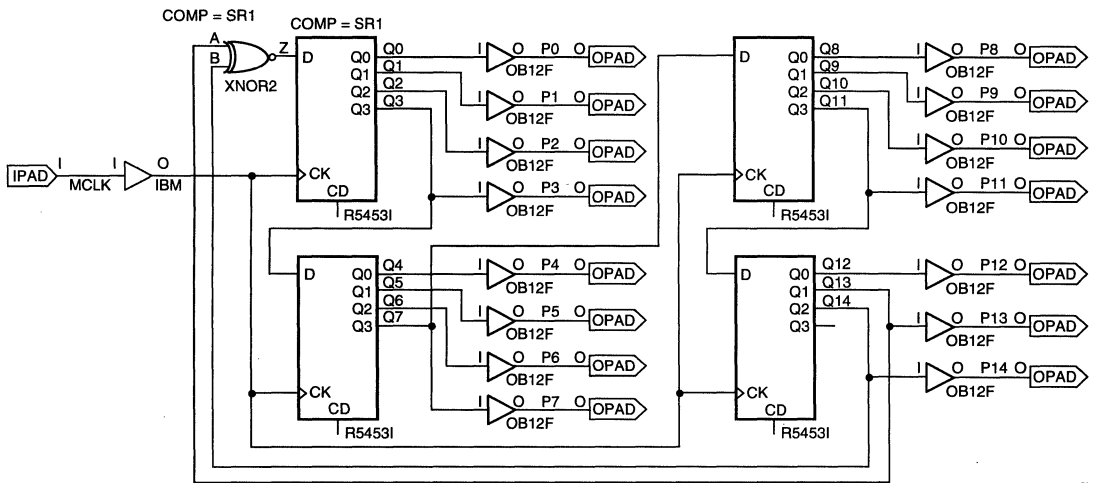 COMP = SR1
COMP = SR1
A
B
XNOR2
Z
D
Q0
Q1
Q2
Q3
CK
CD
R5453I
Q0
Q1
Q2
Q3
I O P0 O OPAD
OB12F
I O P1 O OPAD
OB12F
I O P2 O OPAD
OB12F
I O P3 O OPAD
OB12F
IPAD I MCLK I O IBM
D
Q0
Q1
Q2
Q3
CK
CD
R5453I
Q4
Q5
Q6
Q7
I O P4 O OPAD
OB12F
I O P5 O OPAD
OB12F
I O P6 O OPAD
OB12F
I O P7 O OPAD
OB12F
D
Q0
Q1
Q2
Q3
CK
CD
R5453I
Q8
Q9
Q10
Q11
I O P8 O OPAD
OB12F
I O P9 O OPAD
OB12F
I O P10 O OPAD
OB12F
I O P11 O OPAD
OB12F
D
Q0
Q1
Q2
Q3
CK
CD
R5453I
Q12
Q13
Q14
I O P12 O OPAD
OB12F
I O P13 O OPAD
OB12F
I O P14 O OPAD
OB12F